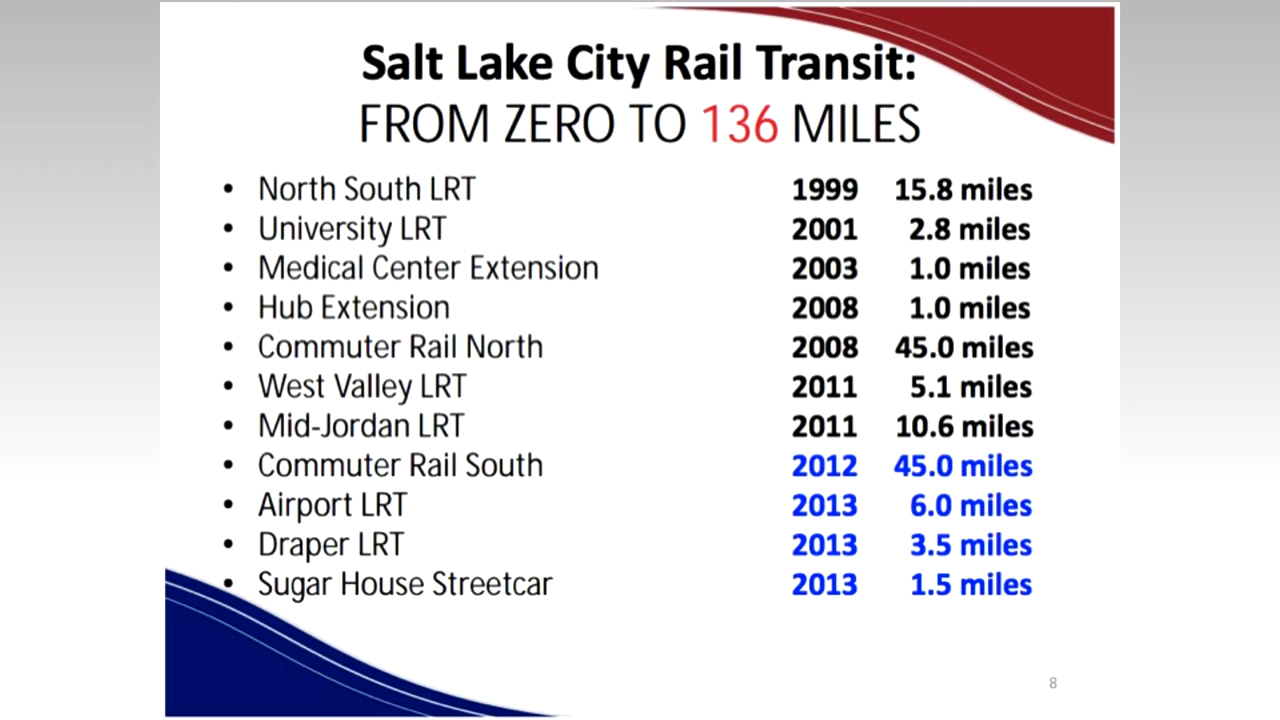 Salt Lake City Rail Transit:
FROM ZERO TO 136 MILES
• North South LRT 1999 15.8 miles
• University LRT 2001 2.8 miles
• Medical Center Extension 2003 1.0 miles
• Hub Extension 2008 1.0 miles
• Commuter Rail North 2008 45.0 miles
• West Valley LRT 2011 5.1 miles
• Mid-Jordan LRT 2011 10.6 miles
• Commuter Rail South 2012 45.0 miles
• Airport LRT 2013 6.0 miles
• Draper LRT 2013 3.5 miles
• Sugar House Streetcar 2013 1.5 miles
8